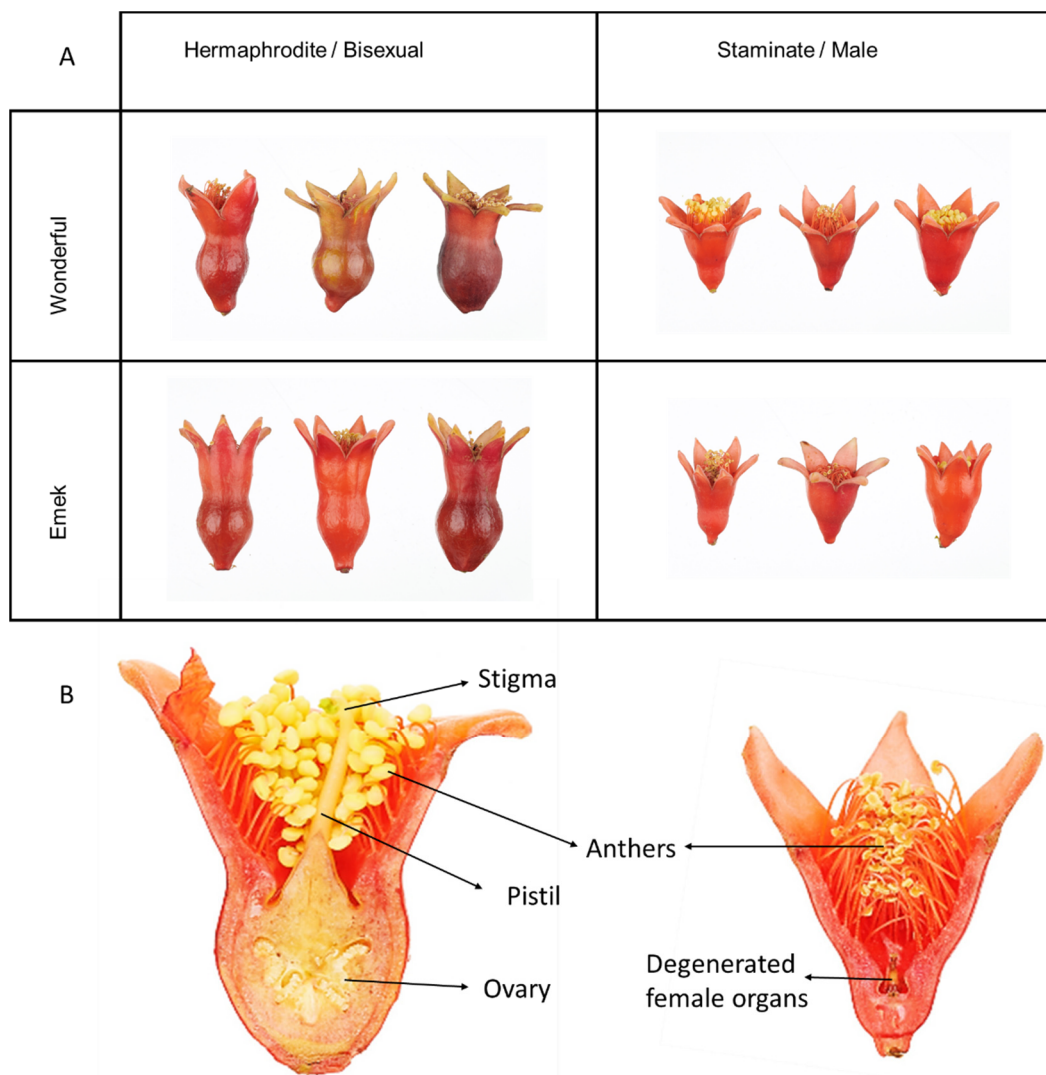 A
Hermaphrodite / Bisexual
Staminate / Male
Wonderful
Emek
B
Stigma
Anthers
Pistil
Ovary
Degenerated
female organs